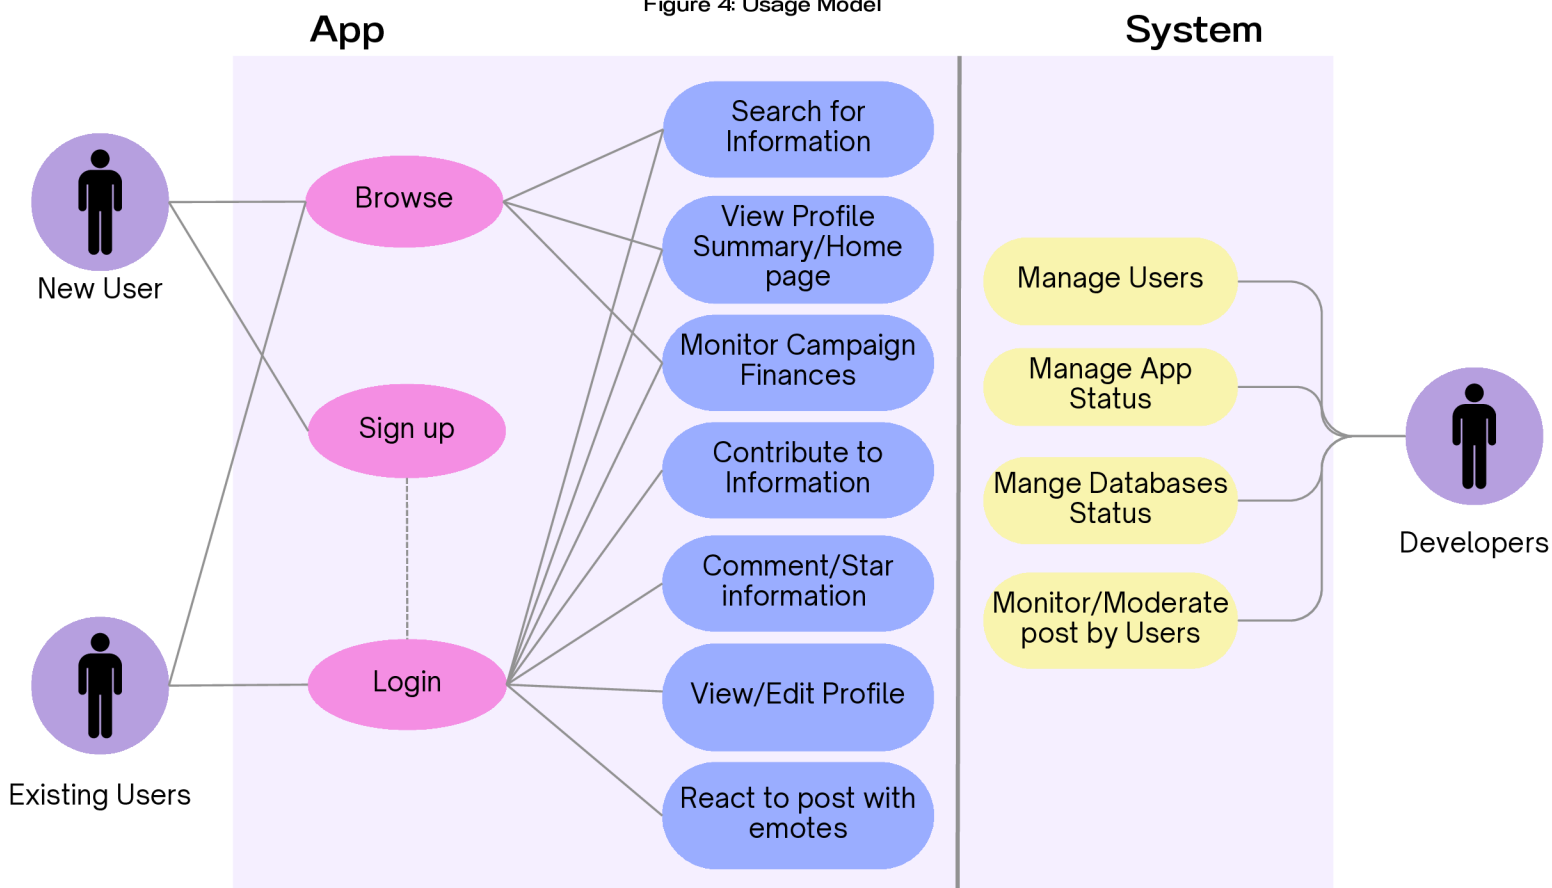 Figure 4: Usage Model
App
System
New User
Existing Users
Browse
Sign up
Login
Search for
Information
View Profile
Summary/Home
page
Monitor Campaign
Finances
Contribute to
Information
Comment/Star
information
View/Edit Profile
React to post with
emotes
Manage Users
Manage App
Status
Mange Databases
Status
Monitor/Moderate
post by Users
Developers